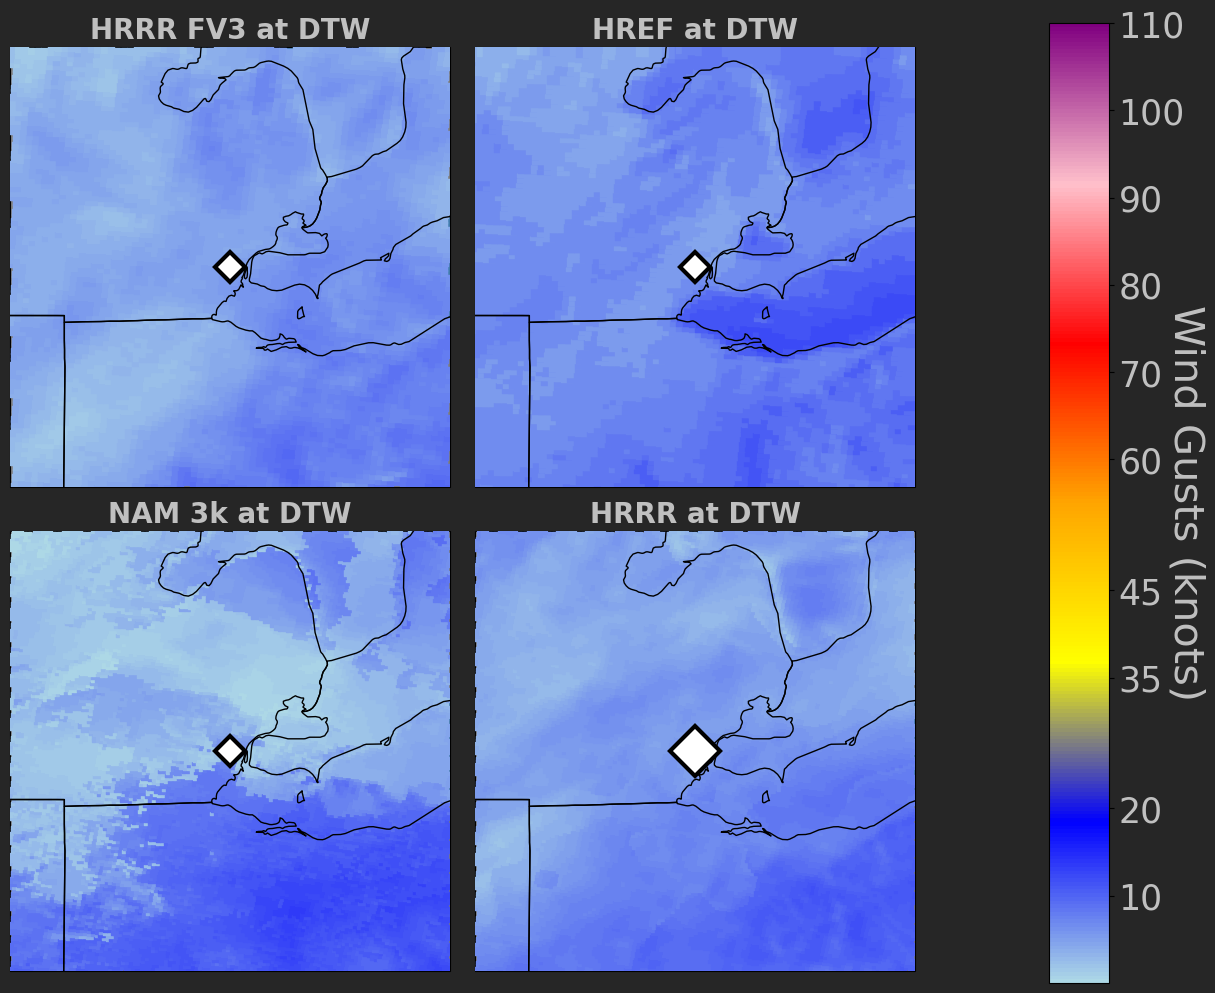 HRRR FV3 at DTW
HREF at DTW
NAM 3k at DTW
HRRR at DTW
110
100
90
80
70
60
45
35
20
10
Wind Gusts (knots)